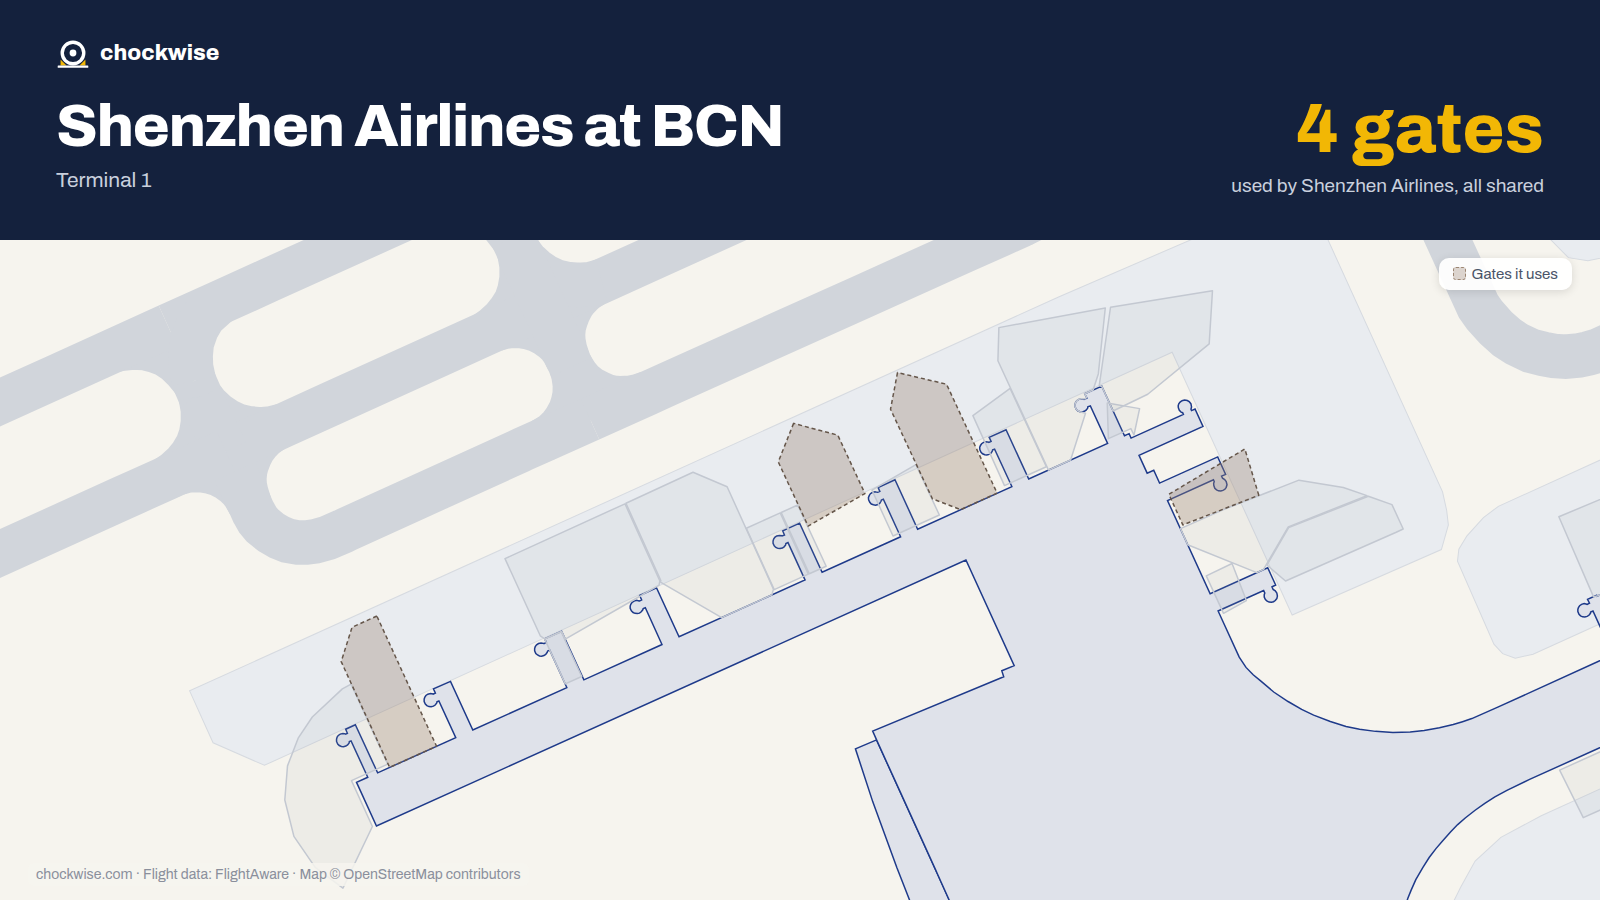 chockwise
Shenzhen Airlines at BCN
Terminal 1
4 gates
used by Shenzhen Airlines, all shared
Gates it uses
chockwise.com · Flight data: FlightAware · Map © OpenStreetMap contributors